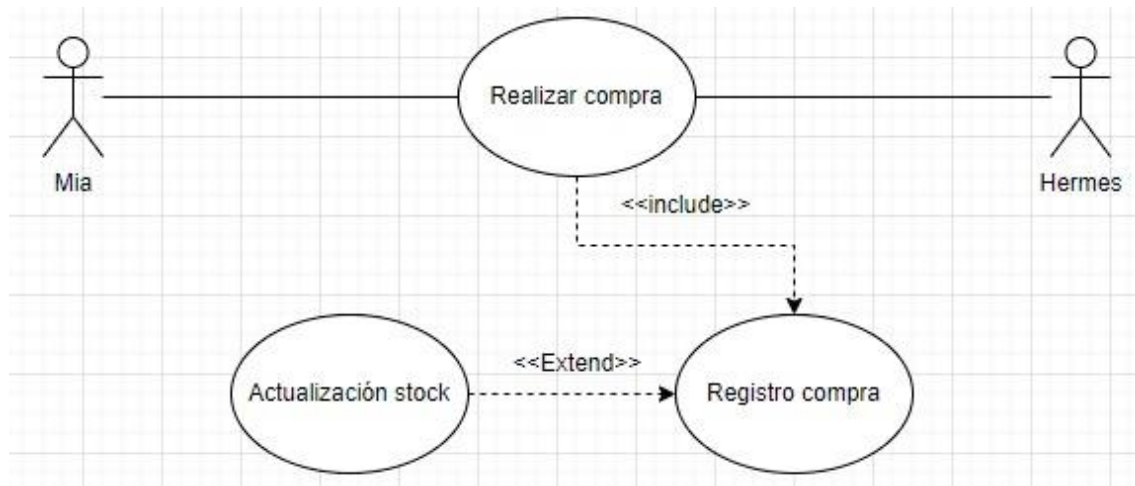 Realizar compra
Mia
Hermes
<<include>>
<<Extend>>
Actualización stock
Registro compra